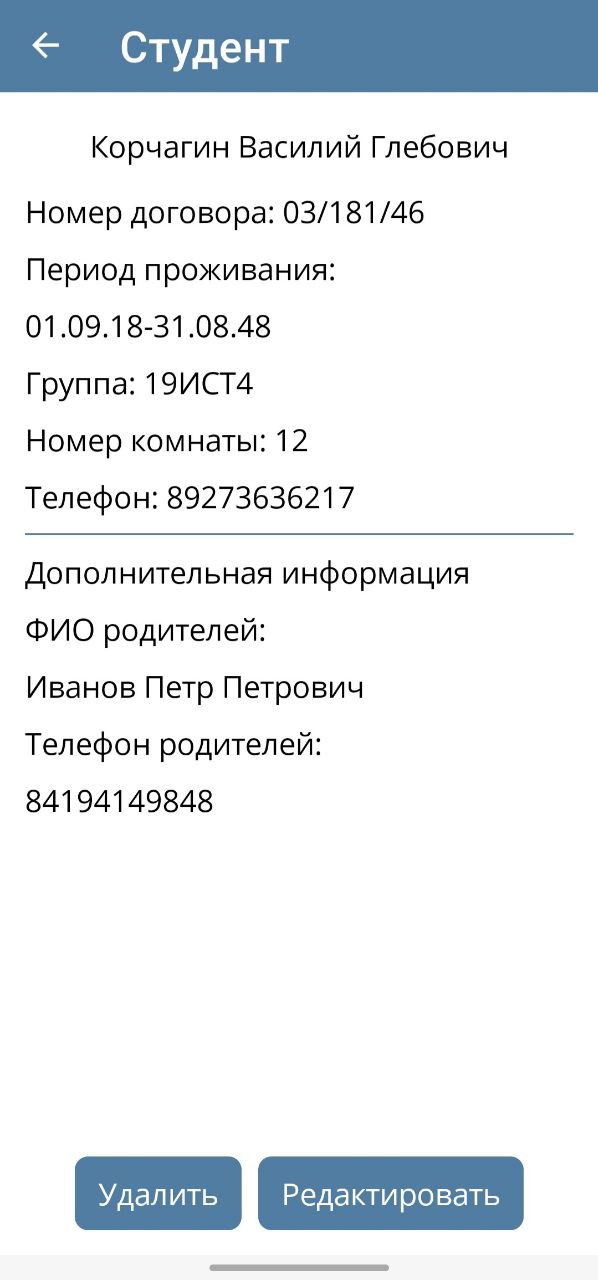 Студент
Корчагин Василий Глебович
Номер договора: 03/181/46
Период проживания:
01.09.18-31.08.48
Группа: 19ИСТ4
Номер комнаты: 12
Телефон: 89273636217
Дополнительная информация
ФИО родителей:
Иванов Петр Петрович
Телефон родителей:
84194149848
Удалить
Редактировать